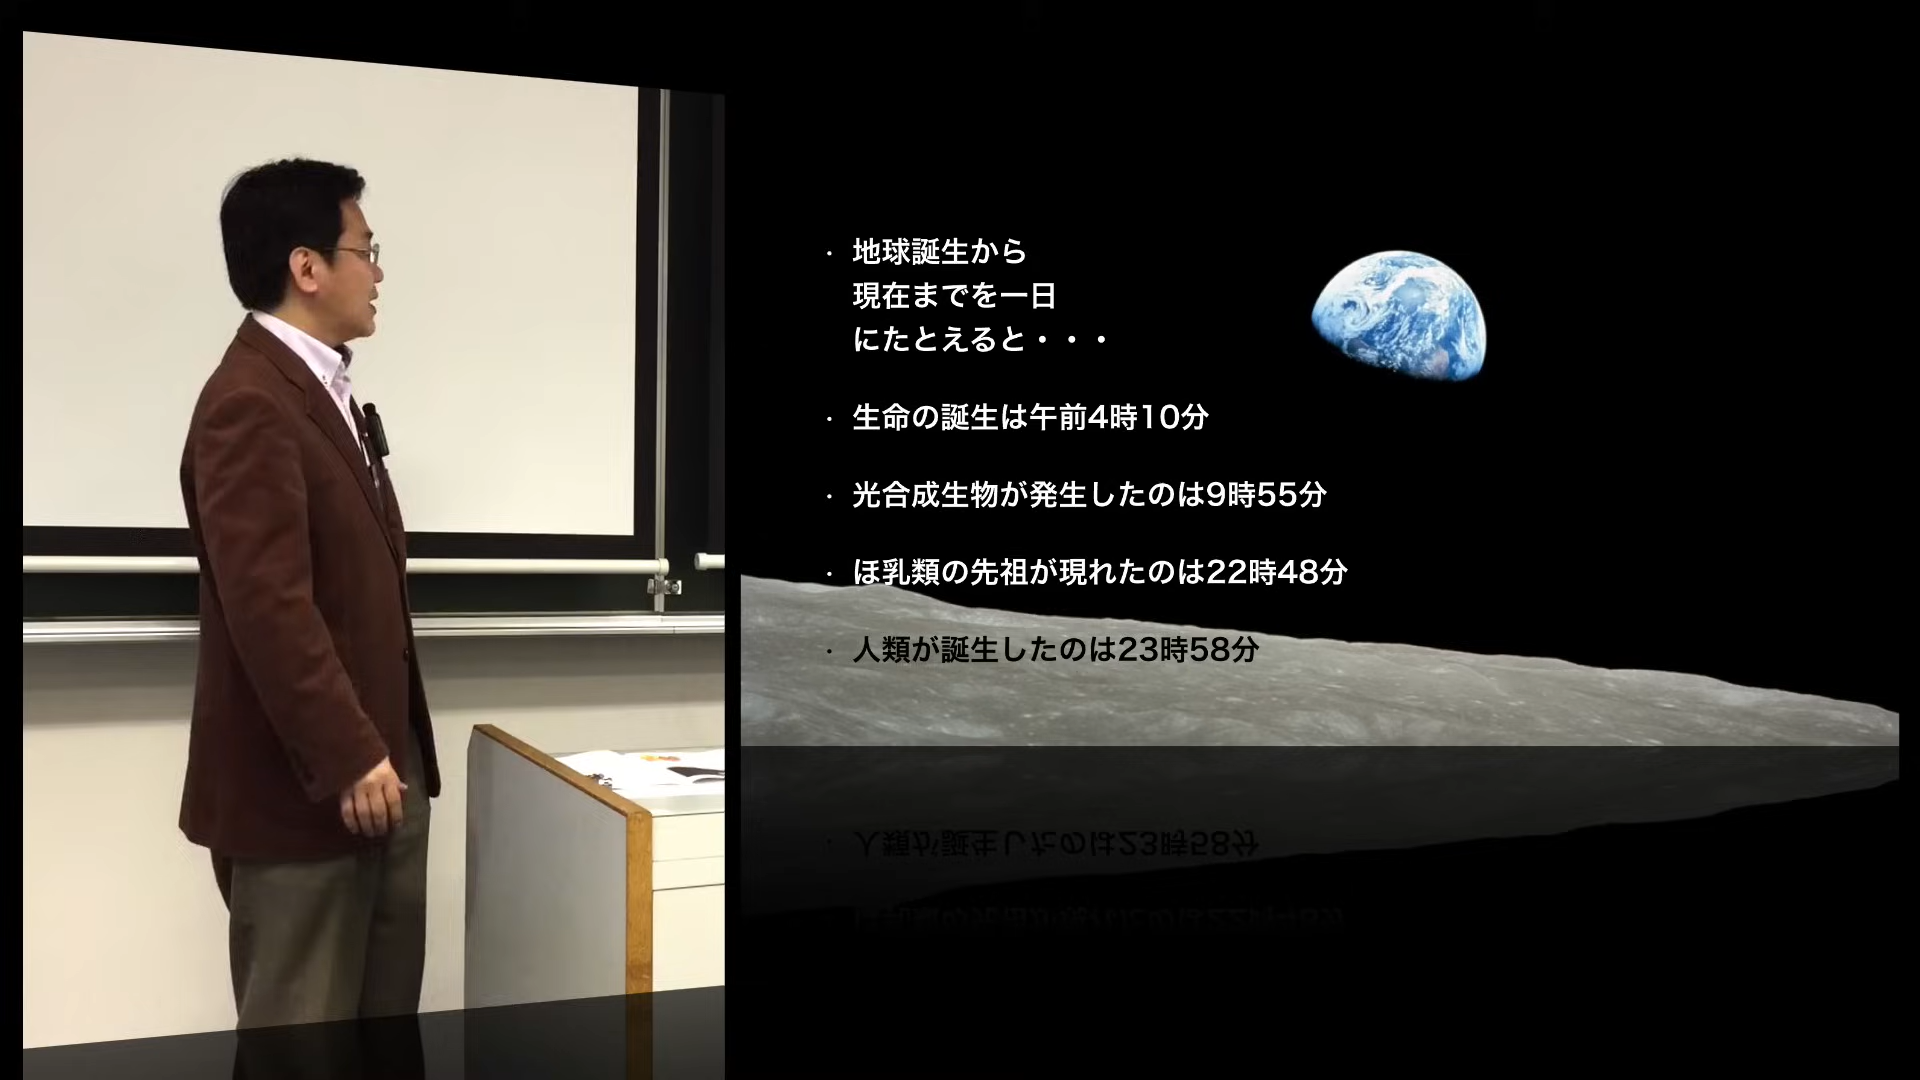 ・地球誕生から
現在までを一日
にたとえると・・・
・生命の誕生は午前4時10分
・光合成生物が発生したのは9時55分
・ほ乳類の先祖が現れたのは22時48分
・人類が誕生したのは23時58分